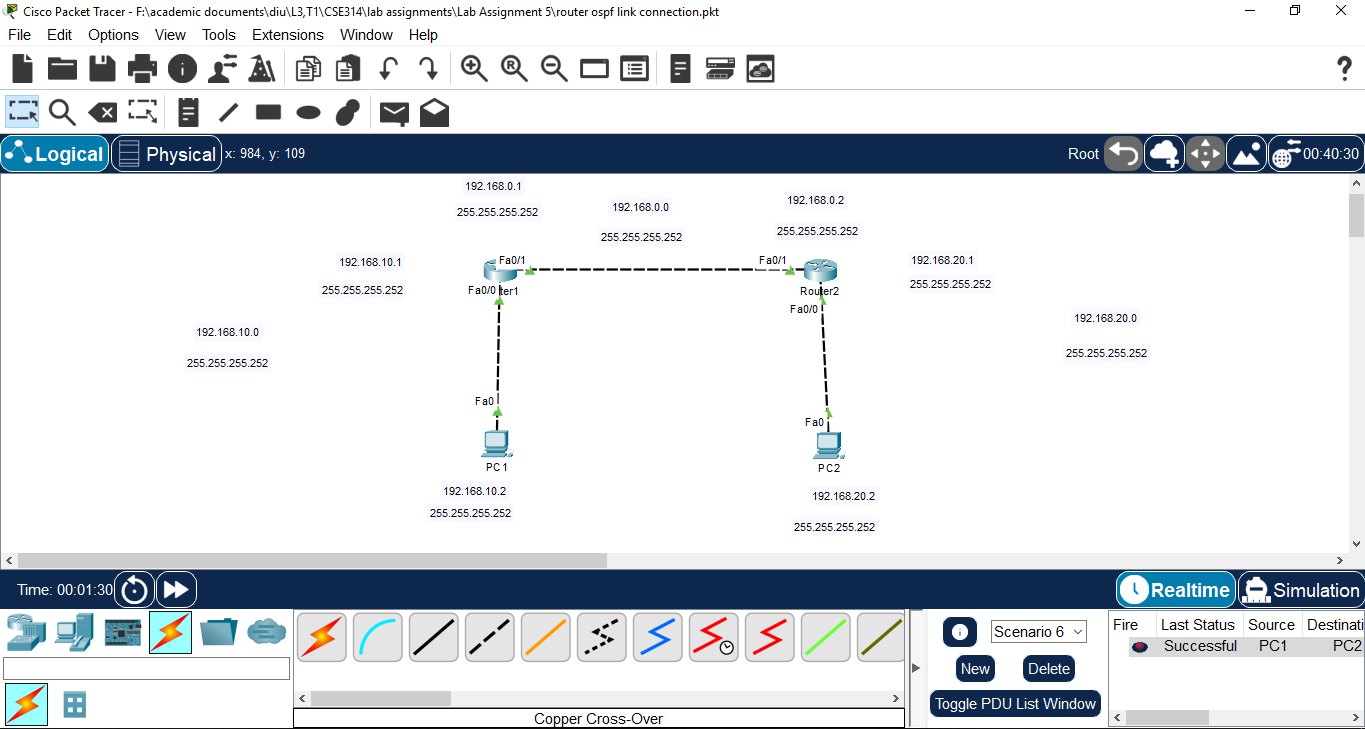 Cisco Packet Tracer - F:\academic documents\diu\L3,T1\CSE314\lab assignments\Lab Assignment 5\router ospf link connection.pkt
File Edit Options View Tools Extensions Window Help
Logical Physical x: 984, y: 109 Root 00:40:30
192.168.0.1
255.255.255.252
192.168.0.0
255.255.255.252
192.168.0.2
255.255.255.252
192.168.10.1
255.255.255.252
Fa0/1
Fa0/0 ter1
Fa0/1
Router2
Fa0/0
192.168.20.1
255.255.255.252
192.168.10.0
255.255.255.252
192.168.20.0
255.255.255.252
Fa0
PC1
192.168.10.2
255.255.255.252
Fa0
PC2
192.168.20.2
255.255.255.252
Time: 00:01:30 Realtime Simulation
Copper Cross-Over
Scenario 6
New Delete
Toggle PDU List Window
Fire Last Status Source Destinati
Successful PC1 PC2